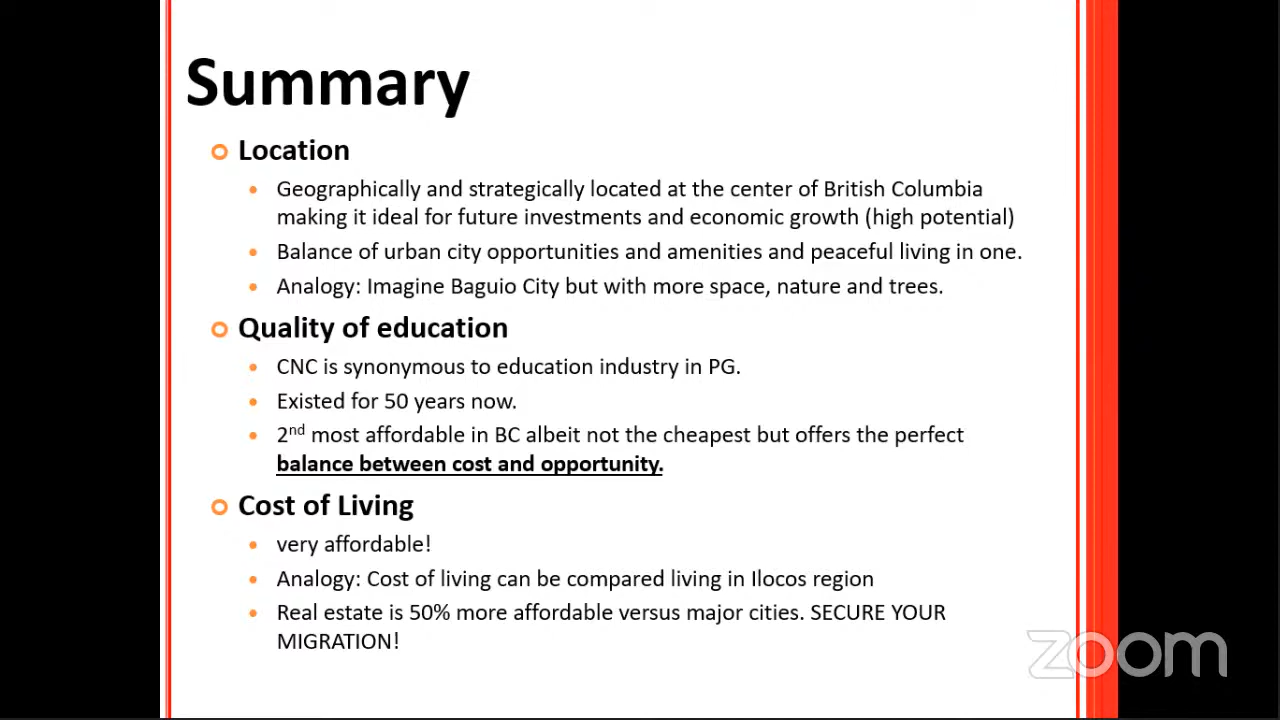 Summary
Location
Geographically and strategically located at the center of British Columbia
making it ideal for future investments and economic growth (high potential)
Balance of urban city opportunities and amenities and peaceful living in one.
Analogy: Imagine Baguio City but with more space, nature and trees.
Quality of education
CNC is synonymous to education industry in PG.
Existed for 50 years now.
2nd most affordable in BC albeit not the cheapest but offers the perfect
balance between cost and opportunity.
Cost of Living
very affordable!
Analogy: Cost of living can be compared living in Ilocos region
Real estate is 50% more affordable versus major cities. SECURE YOUR
MIGRATION!
zoom